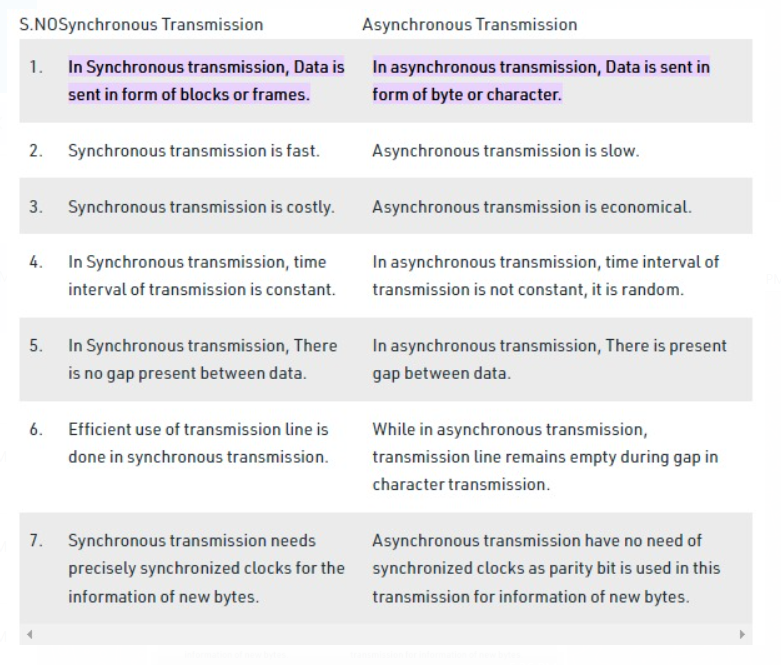 S.NOSynchronous Transmission Asynchronous Transmission
1. In Synchronous transmission, Data is
sent in form of blocks or frames.
In asynchronous transmission, Data is sent in
form of byte or character.
2. Synchronous transmission is fast.
Asynchronous transmission is slow.
3. Synchronous transmission is costly.
Asynchronous transmission is economical.
4. In Synchronous transmission, time
interval of transmission is constant.
In asynchronous transmission, time interval of
transmission is not constant, it is random.
5. In Synchronous transmission, There
is no gap present between data.
In asynchronous transmission, There is present
gap between data.
6. Efficient use of transmission line is
done in synchronous transmission.
While in asynchronous transmission,
transmission line remains empty during gap in
character transmission.
7. Synchronous transmission needs
precisely synchronized clocks for the
information of new bytes.
Asynchronous transmission have no need of
synchronized clocks as parity bit is used in this
transmission for information of new bytes.